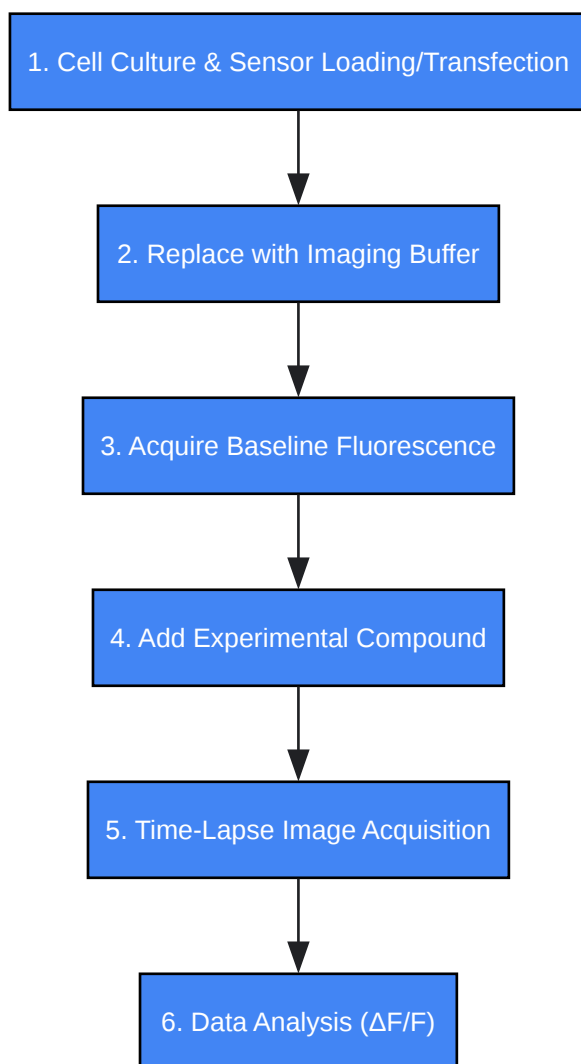 1. Cell Culture & Sensor Loading/Transfection
2. Replace with Imaging Buffer
3. Acquire Baseline Fluorescence
4. Add Experimental Compound
5. Time-Lapse Image Acquisition
6. Data Analysis (ΔF/F)